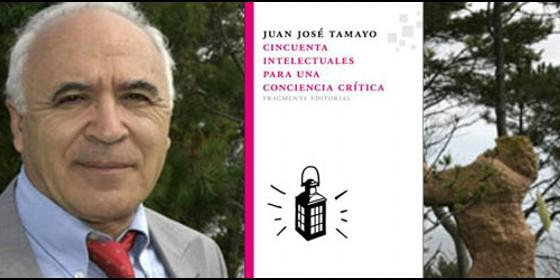 JUAN JOSÉ TAMAYO
CINCUENTA
INTELECTUALES
PARA UNA
CONCIENCIA CRÍTICA
FRAGMENTA EDITORIAL